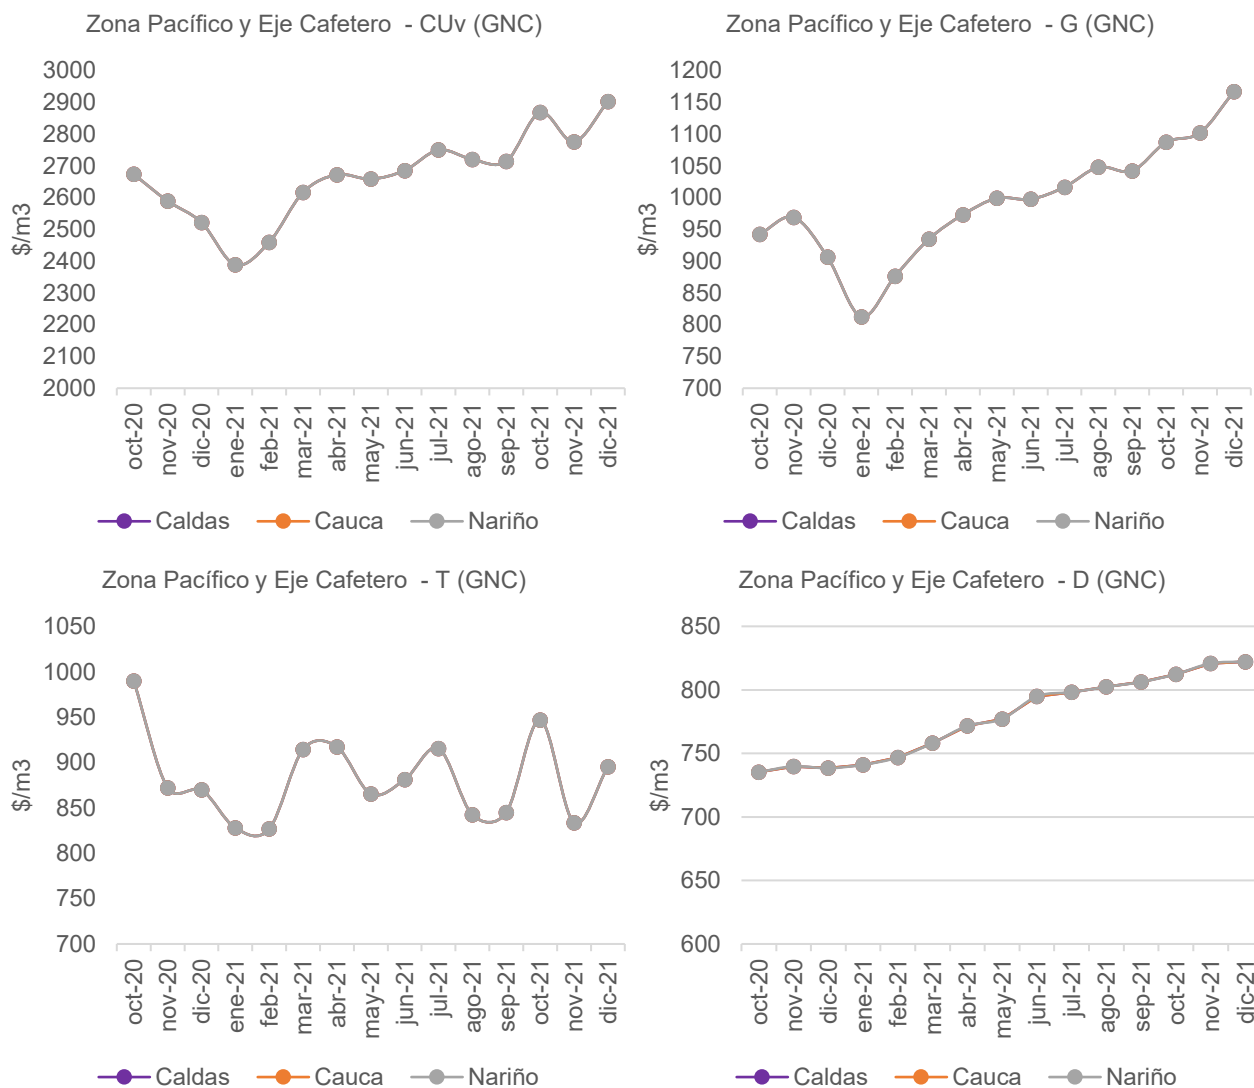 Zona Pacífico y Eje Cafetero  - CUv (GNC)
3000
2900
2800
2700
2600
2500
2400
2300
2200
2100
2000
$/m3
oct-20
nov-20
dic-20
ene-21
feb-21
mar-21
abr-21
may-21
jun-21
jul-21
ago-21
sep-21
oct-21
nov-21
dic-21
Caldas Cauca Nariño
Zona Pacífico y Eje Cafetero  - G (GNC)
1200
1150
1100
1050
1000
950
900
850
800
750
700
$/m3
oct-20
nov-20
dic-20
ene-21
feb-21
mar-21
abr-21
may-21
jun-21
jul-21
ago-21
sep-21
oct-21
nov-21
dic-21
Caldas Cauca Nariño
Zona Pacífico y Eje Cafetero  - T (GNC)
1050
1000
950
900
850
800
750
700
$/m3
oct-20
nov-20
dic-20
ene-21
feb-21
mar-21
abr-21
may-21
jun-21
jul-21
ago-21
sep-21
oct-21
nov-21
dic-21
Caldas Cauca Nariño
Zona Pacífico y Eje Cafetero  - D (GNC)
850
800
750
700
650
600
$/m3
oct-20
nov-20
dic-20
ene-21
feb-21
mar-21
abr-21
may-21
jun-21
jul-21
ago-21
sep-21
oct-21
nov-21
dic-21
Caldas Cauca Nariño